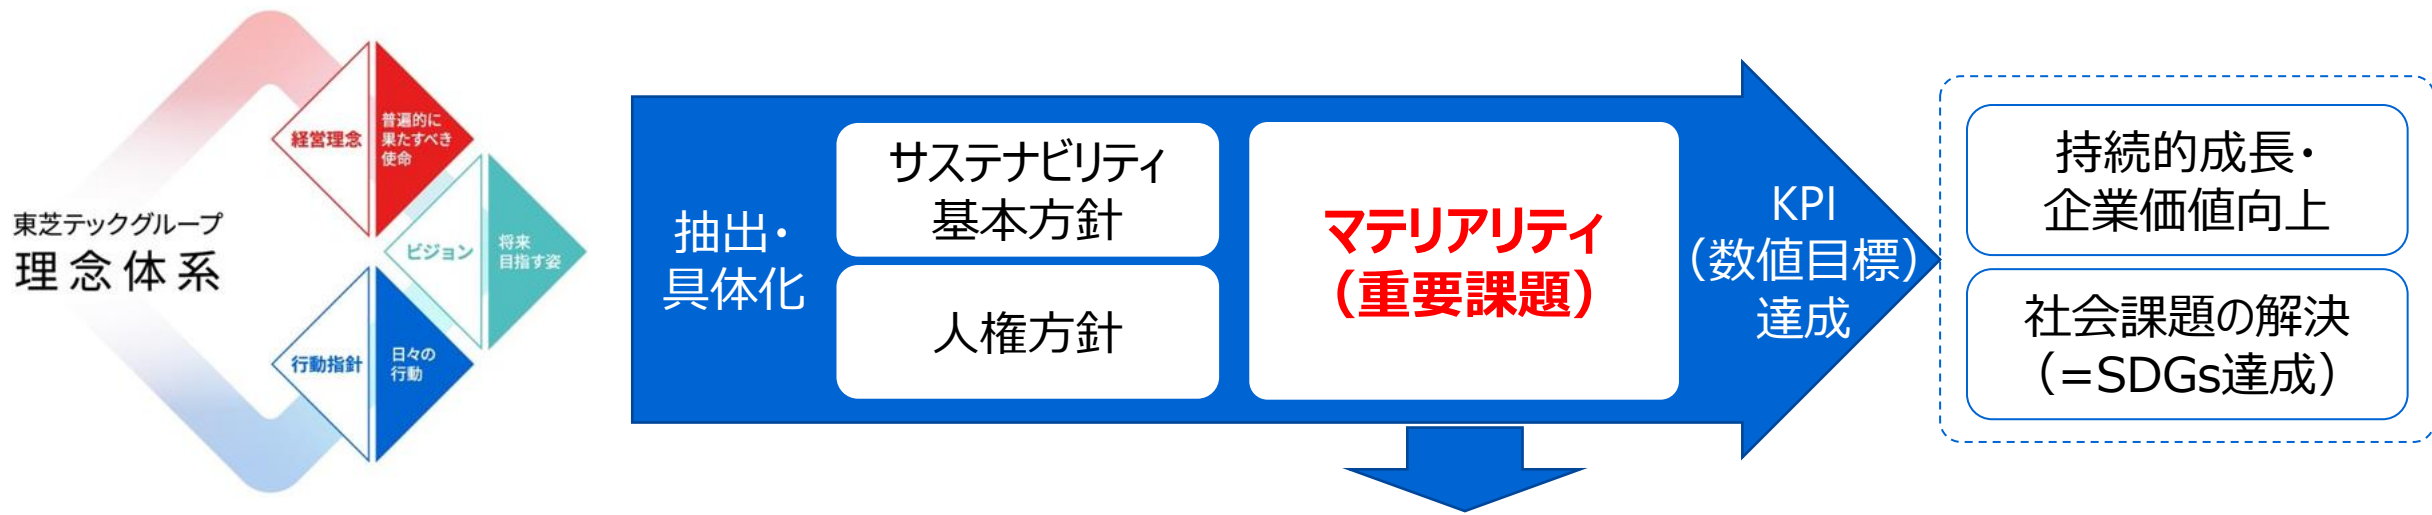 東芝テックグループ
理念体系
経営理念
普遍的に
果たすべき
使命
ビジョン
将来
目指す姿
行動指針
日々の
行動
抽出・
具体化
サステナビリティ
基本方針
人権方針
マテリアリティ
（重要課題）
KPI
（数値目標）
達成
持続的成長・
企業価値向上
社会課題の解決
（=SDGs達成）